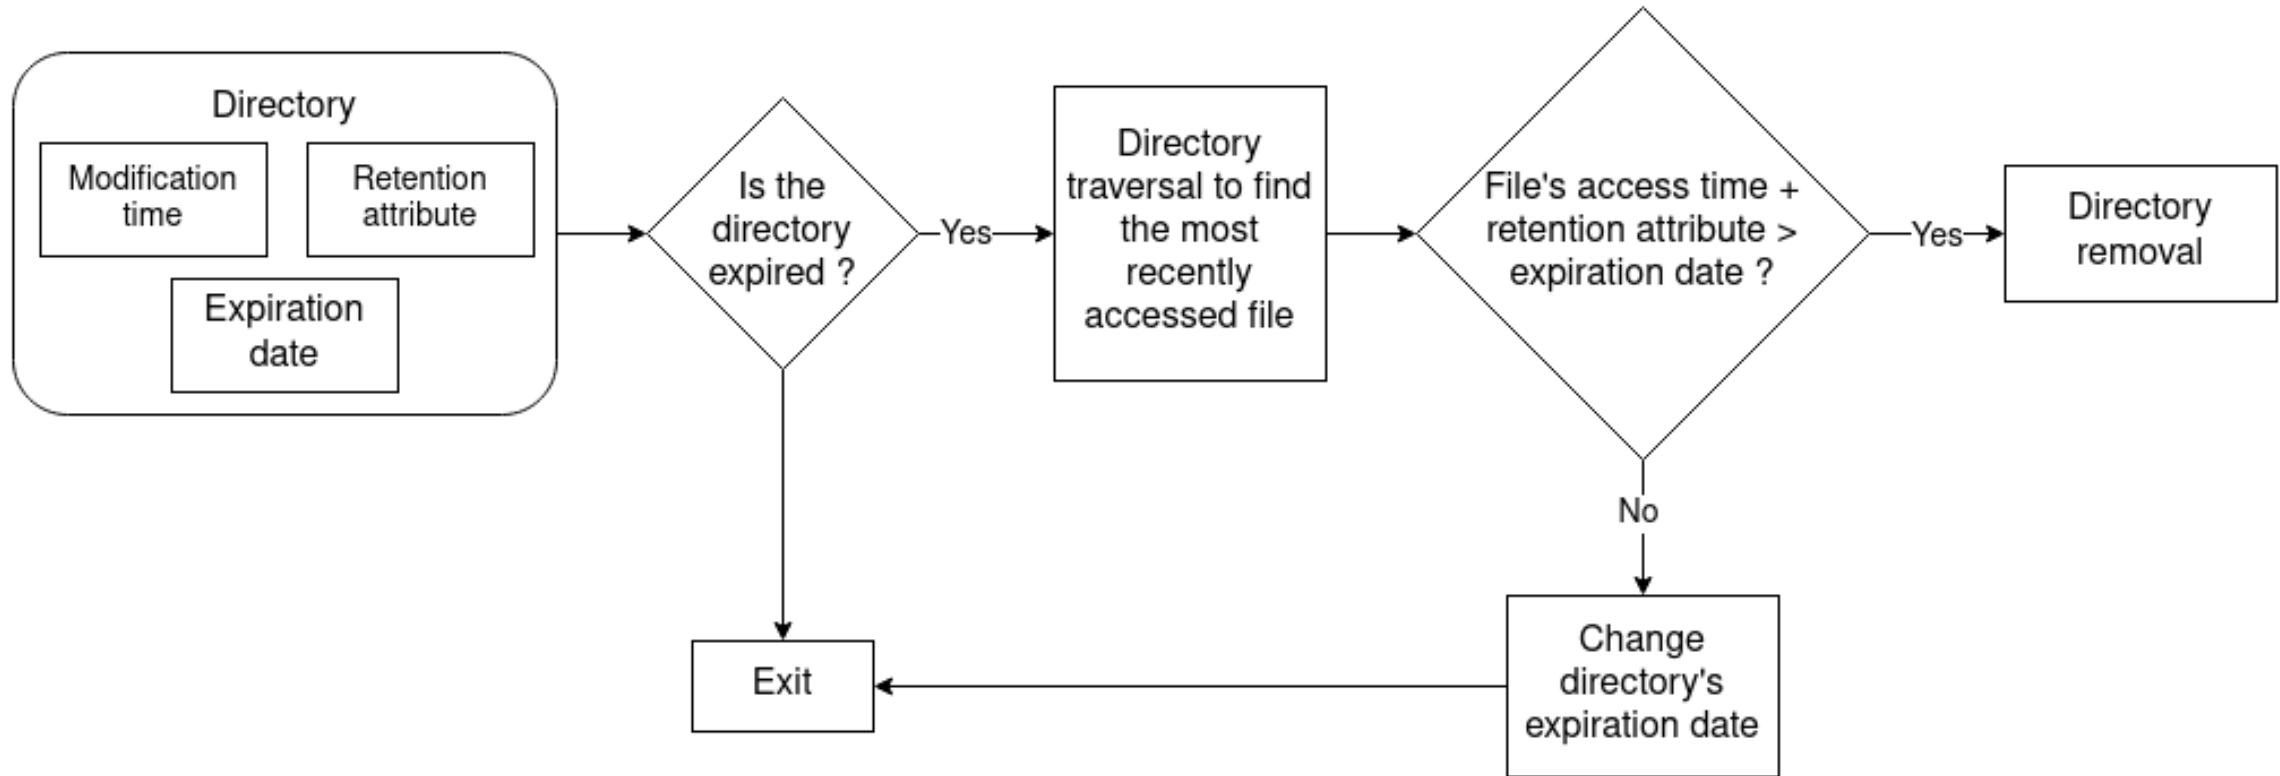 Directory
Modification
time
Retention
attribute
Expiration
date
Is the
directory
expired ?
Yes
Directory
traversal to find
the most
recently
accessed file
File's access time +
retention attribute >
expiration date ?
Yes
Directory
removal
No
Change
directory's
expiration date
Exit